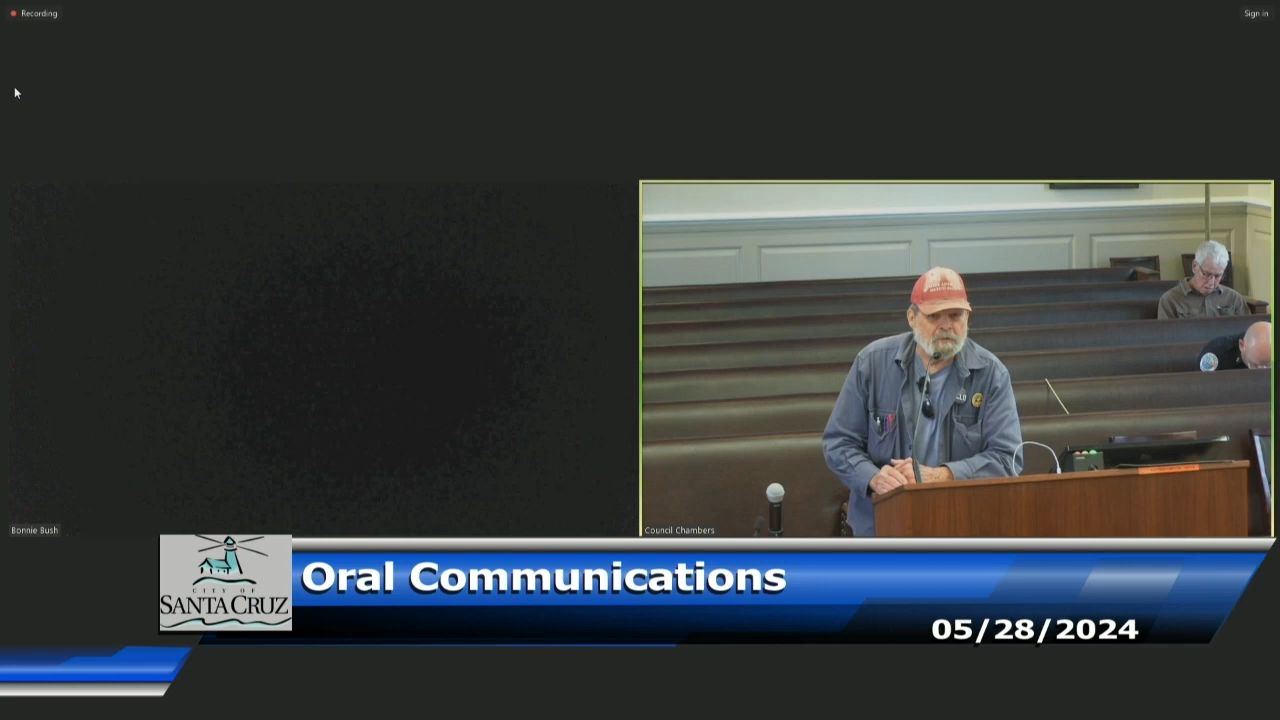 Recording
Sign in
Bonnie Bush
Council Chambers
CITY OF
SANTA CRUZ
Oral Communications
05/28/2024